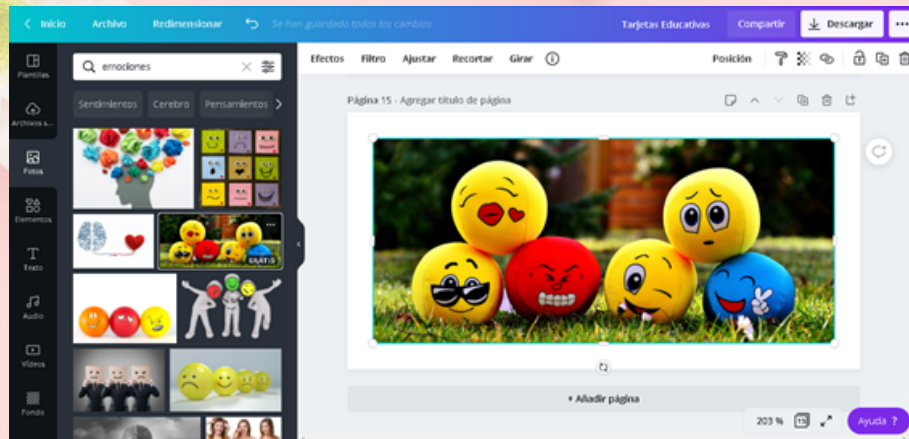 Inicio Archivo Redimensionar Se han guardado todos los cambios Tarjetas Educativas Compartir Descargar
Plantillas
Archivos s...
Fotos
Elementos
Texto
Audio
Vídeos
Fondo
emociones
Sentimientos Cerebro Pensamientos
GRATIS
Efectos Filtro Ajustar Recortar Girar Posición
Página 15 - Agregar título de página
+ Añadir página
203 % 15 Ayuda ?